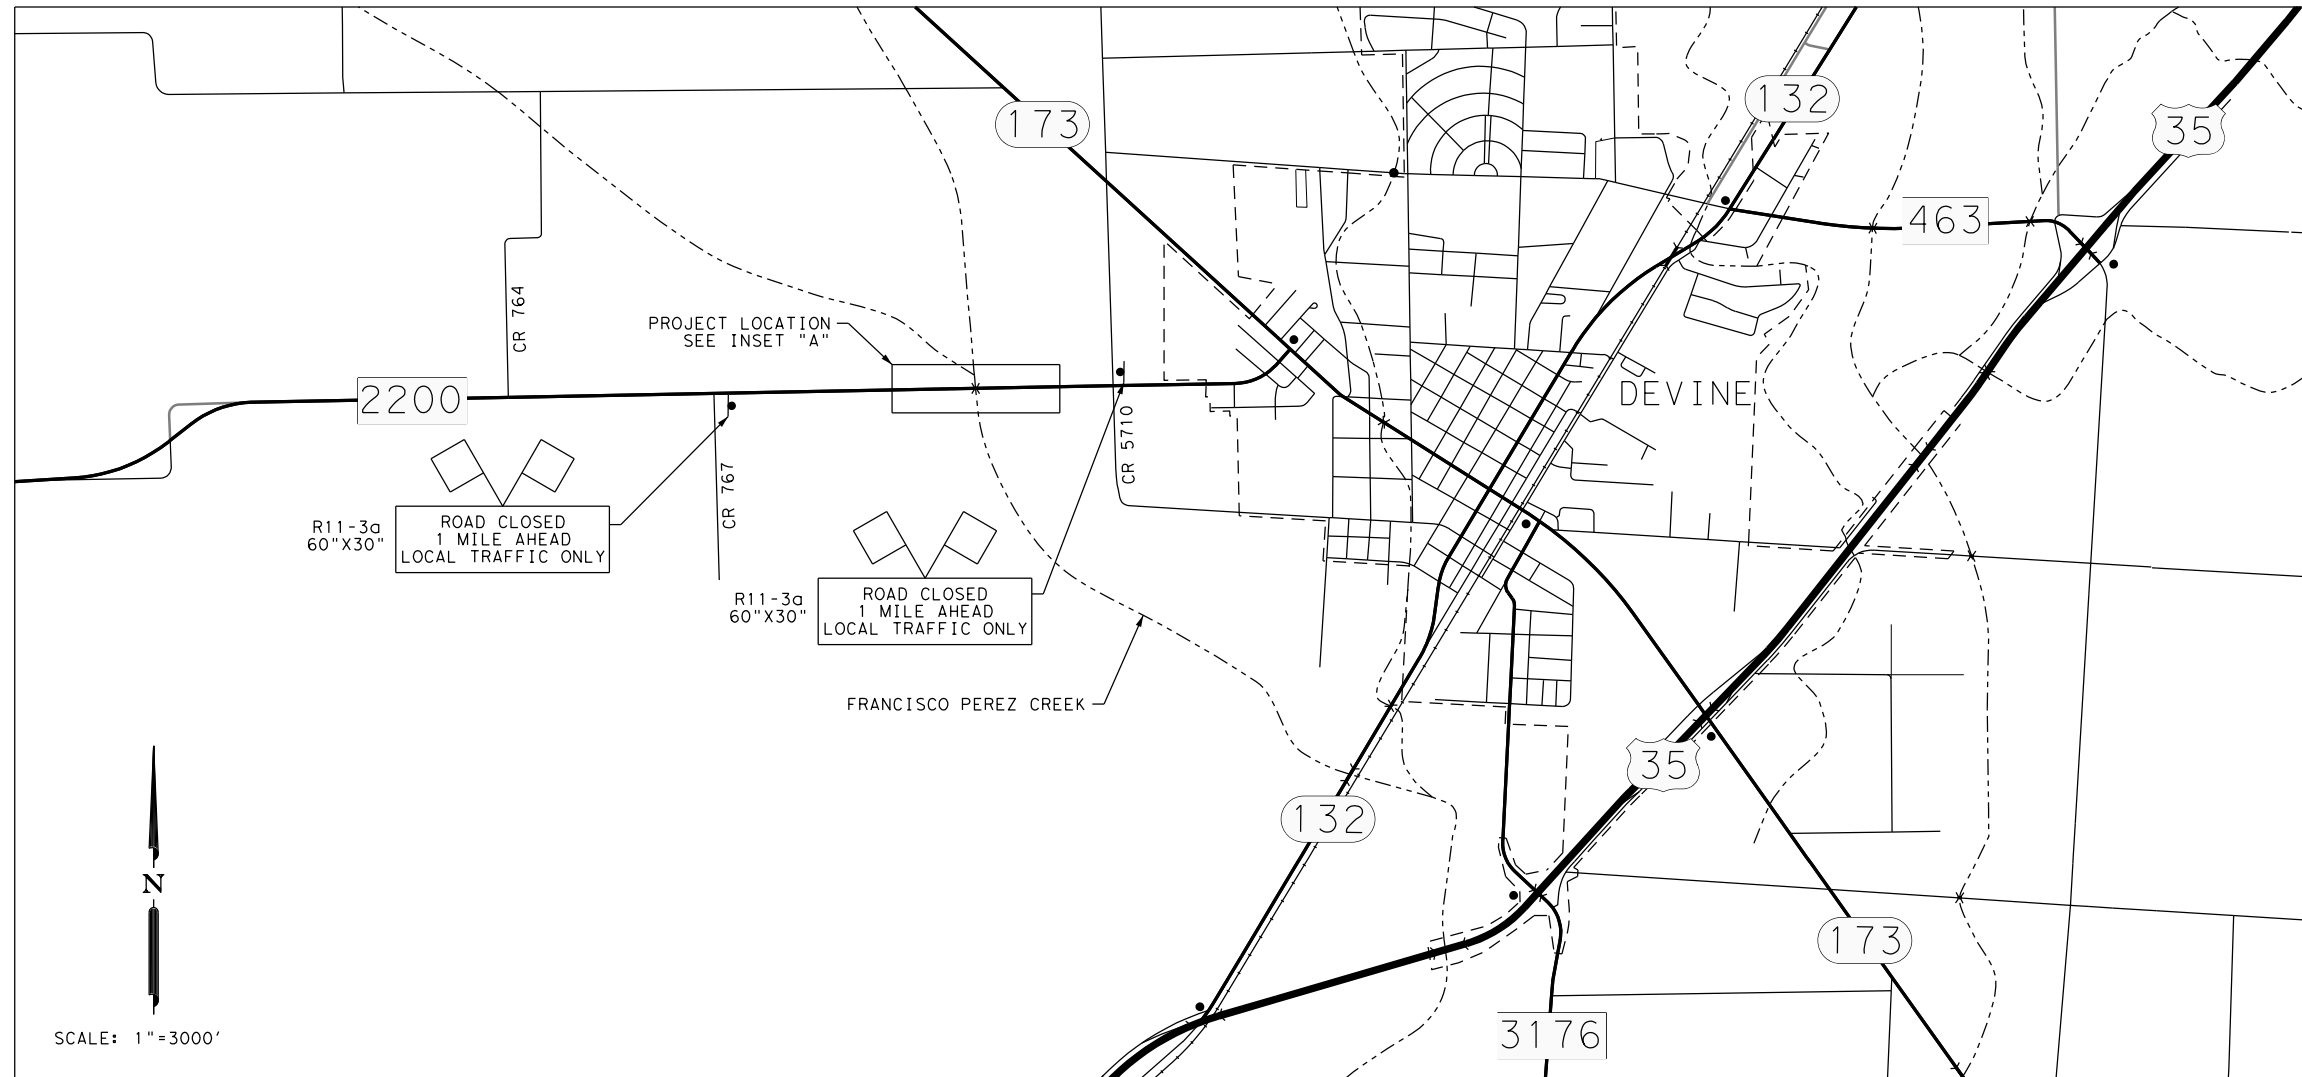 132
35
173
463
CR 764
PROJECT LOCATION
SEE INSET "A"
2200
DEVINE
CR 5710
CR 767
R11-3a
60"X30"
ROAD CLOSED
1 MILE AHEAD
LOCAL TRAFFIC ONLY
R11-3a
60"X30"
ROAD CLOSED
1 MILE AHEAD
LOCAL TRAFFIC ONLY
FRANCISCO PEREZ CREEK
35
132
N
173
SCALE: 1"=3000'
3176